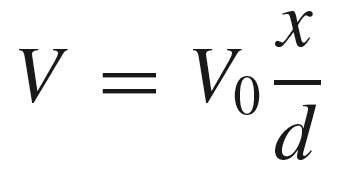 V = V₀ x/d